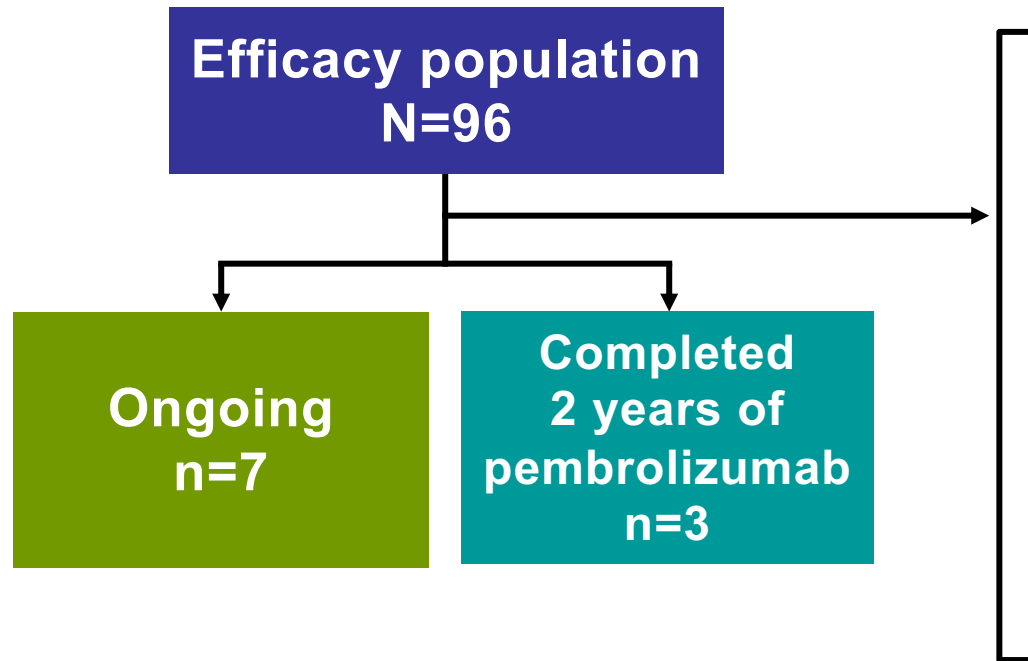 Efficacy population
N=96
Ongoing
n=7
Completed
2 years of
pembrolizumab
n=3